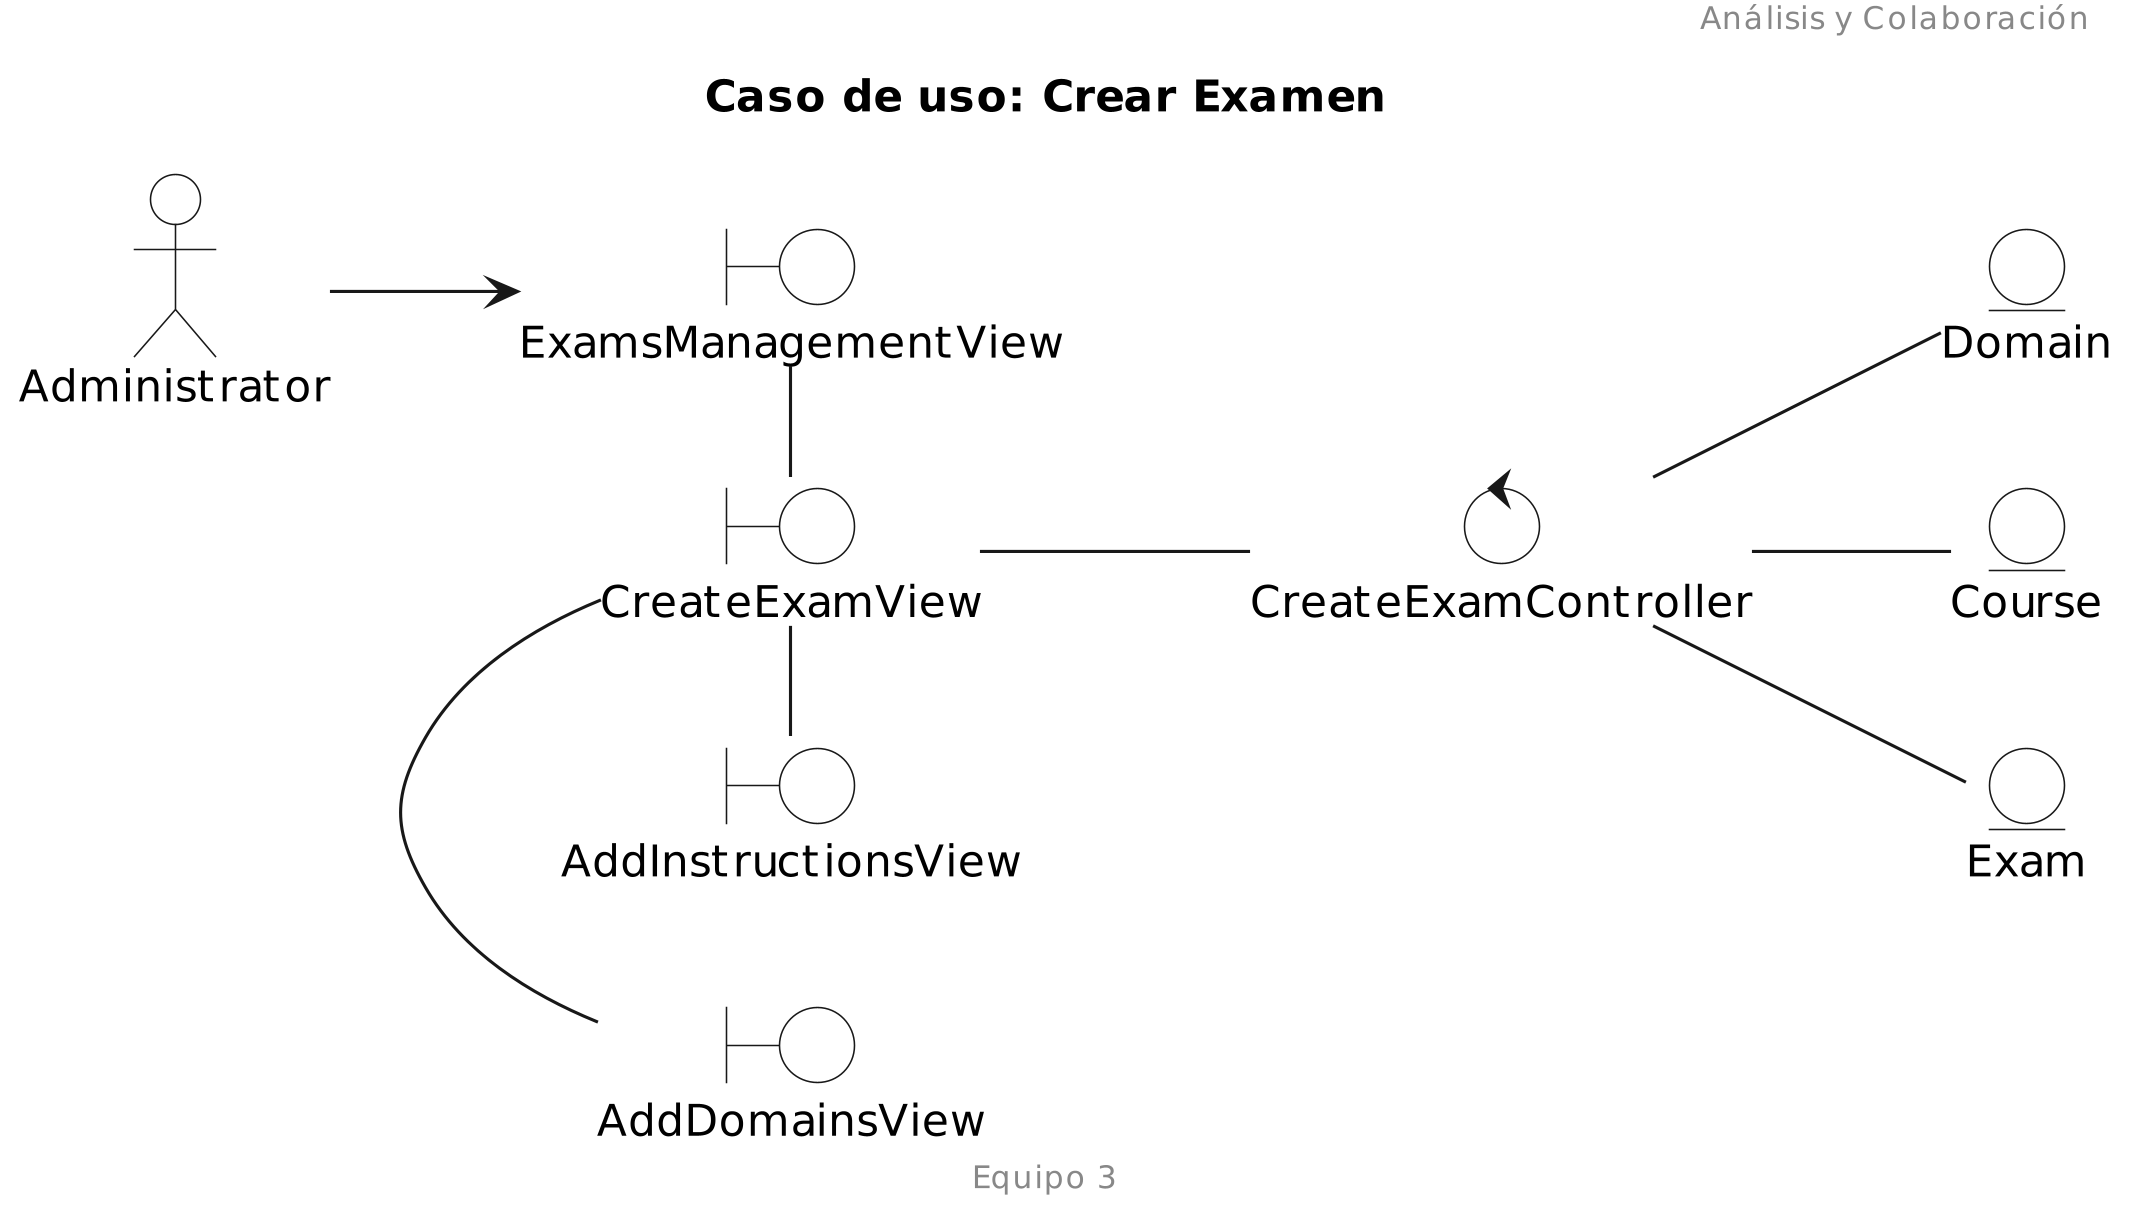 Análisis y Colaboración
Caso de uso: Crear Examen
Administrator
ExamsManagementView
Domain
CreateExamView
CreateExamController
Course
AddInstructionsView
Exam
AddDomainsView
Equipo 3